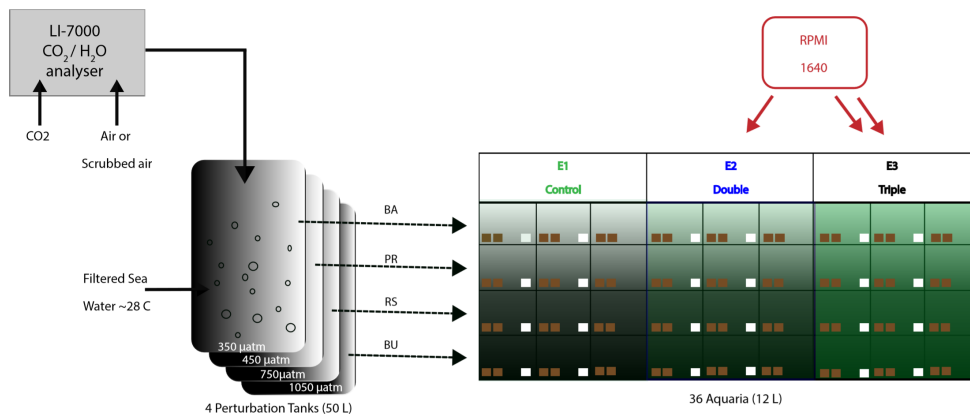 LI-7000
CO2 / H2O
analyser
CO2
Air or
Scrubbed air
Filtered Sea
Water ~28 C
350 µatm
450 µatm
750µatm
1050 µatm
4 Perturbation Tanks (50 L)
BA
PR
RS
BU
RPMI
1640
E1
Control
E2
Double
E3
Triple
36 Aquaria (12 L)